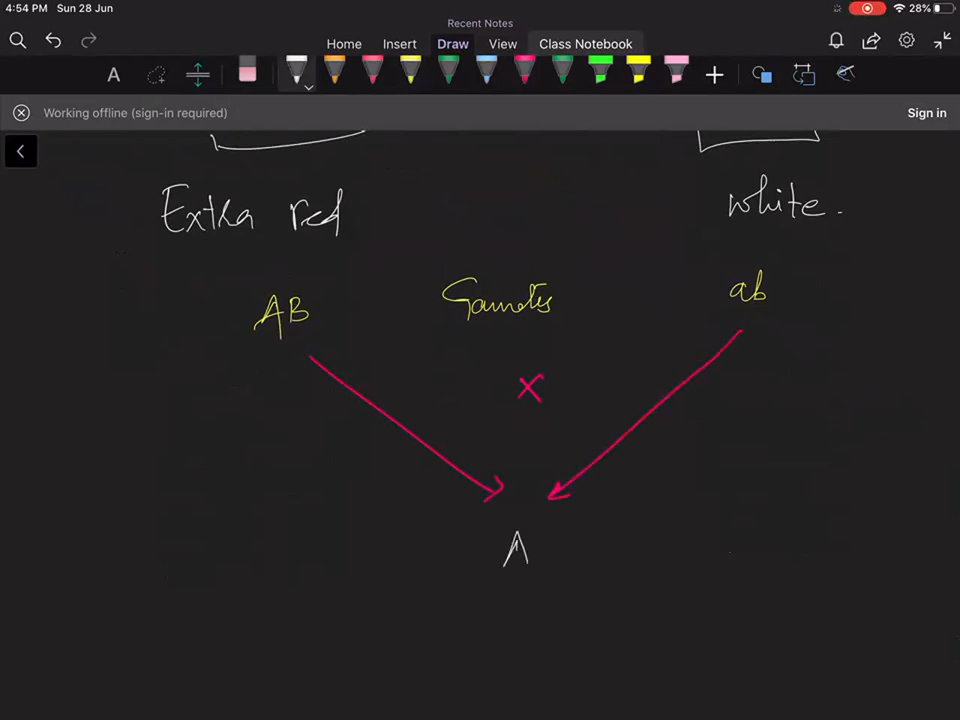 4:54 PM Sun 28 Jun 28%
Recent Notes
Home Insert Draw View Class Notebook
A
Working offline (sign-in required) Sign in
Extra red white.
AB Gametes ab
×
A